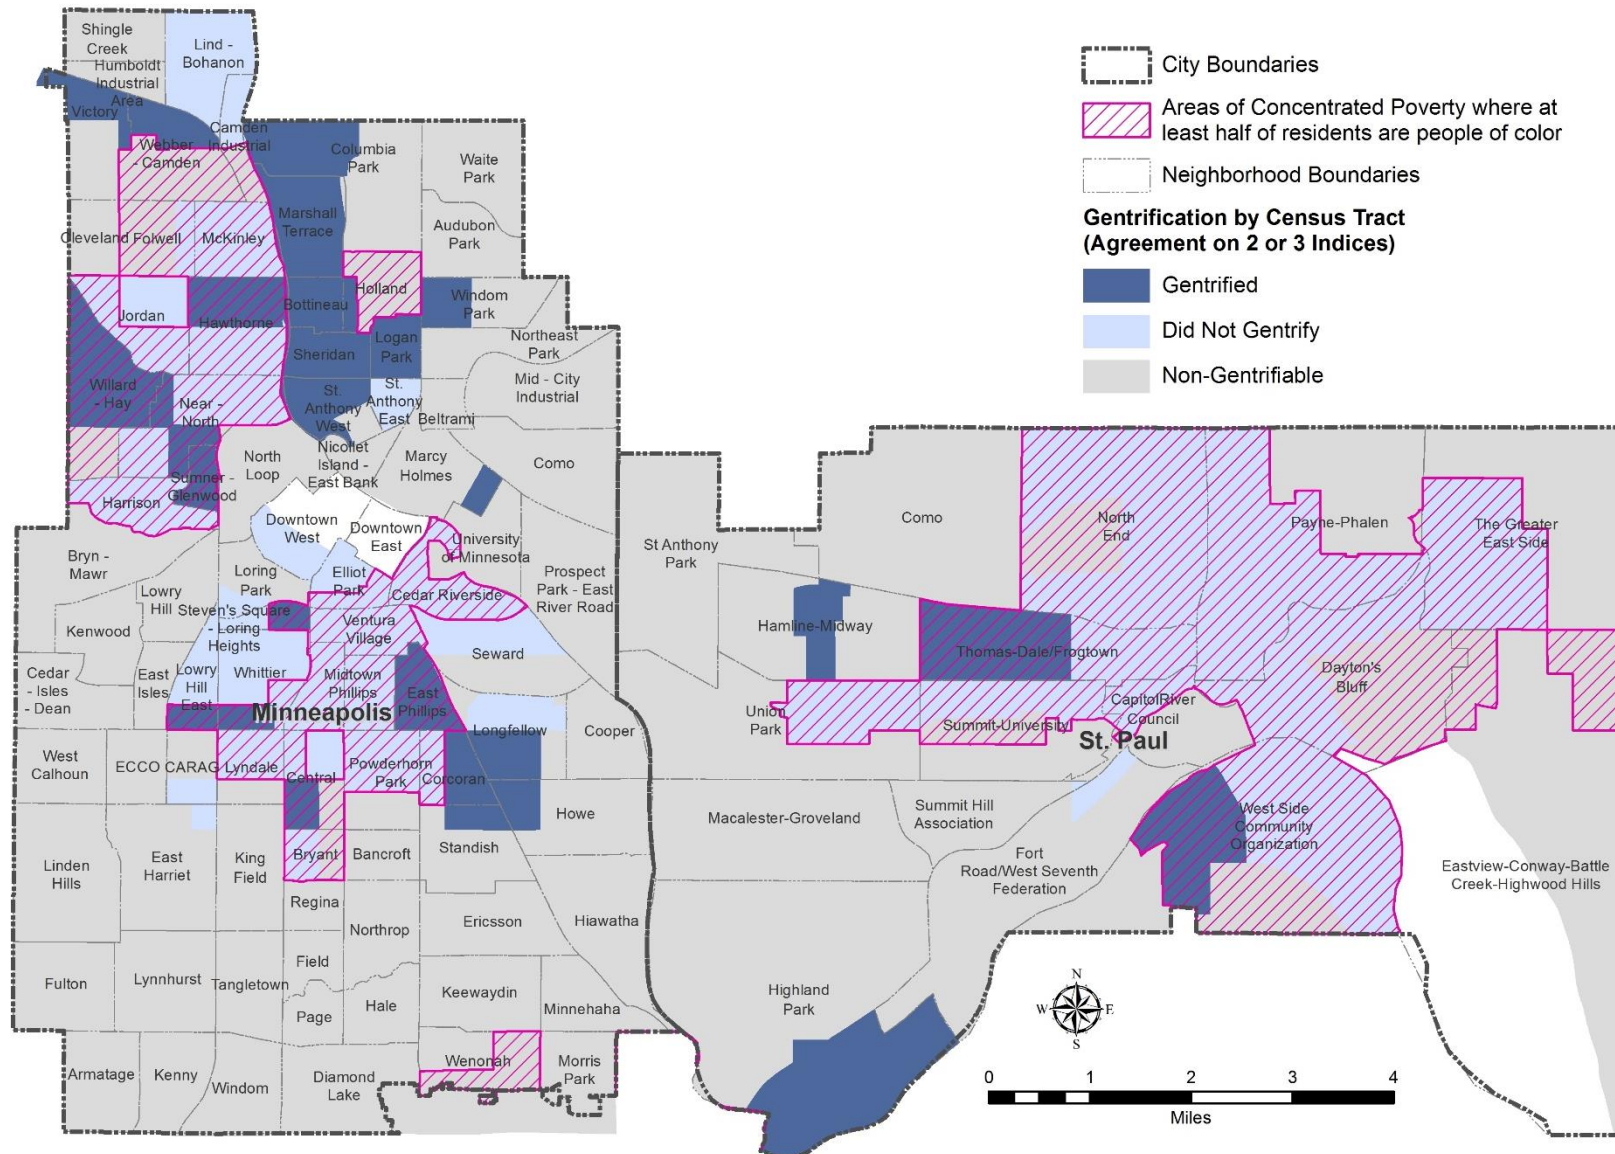 Shingle
Creek
Humboldt
Industrial
Area
Lind -
Bohanon
Victory
Camden
Industrial
Webber
- Camden
Columbia
Park
Waite
Park
Marshall
Terrace
Audubon
Park
Cleveland
Folwell
McKinley
Holland
Bottineau
Windom
Park
Jordan
Hawthorne
Logan
Park
Northeast
Park
Sheridan
Mid - City
Industrial
Willard
- Hay
Near -
North
St.
Anthony
West
St.
Anthony
East
Beltrami
Nicollet
Island -
East Bank
Marcy
Holmes
Como
North
Loop
Sumner -
Glenwood
Harrison
Downtown
West
Downtown
East
University
of Minnesota
Bryn -
Mawr
Loring
Park
Elliot
Park
Cedar Riverside
Prospect
Park - East
River Road
Lowry
Hill
Steven's Square
- Loring
Heights
Kenwood
Ventura
Village
Seward
Cedar
- Isles
- Dean
East
Isles
Lowry
Hill
East
Whittier
Midtown
Phillips
East
Phillips
Minneapolis
Longfellow
Cooper
West
Calhoun
ECCO
CARAG
Lyndale
Central
Powderhorn
Park
Corcoran
Howe
Linden
Hills
East
Harriet
King
Field
Bryant
Bancroft
Standish
Regina
Northrop
Ericsson
Hiawatha
Fulton
Lynnhurst
Tangletown
Field
Page
Hale
Keewaydin
Minnehaha
Armatage
Kenny
Windom
Diamond
Lake
Wenonah
Morris
Park
St Anthony
Park
Como
North
End
Payne-Phalen
The Greater
East Side
Hamline-Midway
Thomas-Dale/Frogtown
Dayton's
Bluff
Union
Park
Summit-University
CapitolRiver
Council
St. Paul
Macalester-Groveland
Summit Hill
Association
West Side
Community
Organization
Fort
Road/West Seventh
Federation
Eastview-Conway-Battle
Creek-Highwood Hills
Highland
Park
City Boundaries
Areas of Concentrated Poverty where at
least half of residents are people of color
Neighborhood Boundaries
Gentrification by Census Tract
(Agreement on 2 or 3 Indices)
Gentrified
Did Not Gentrify
Non-Gentrifiable
N
W E
S
0 1 2 3 4
Miles